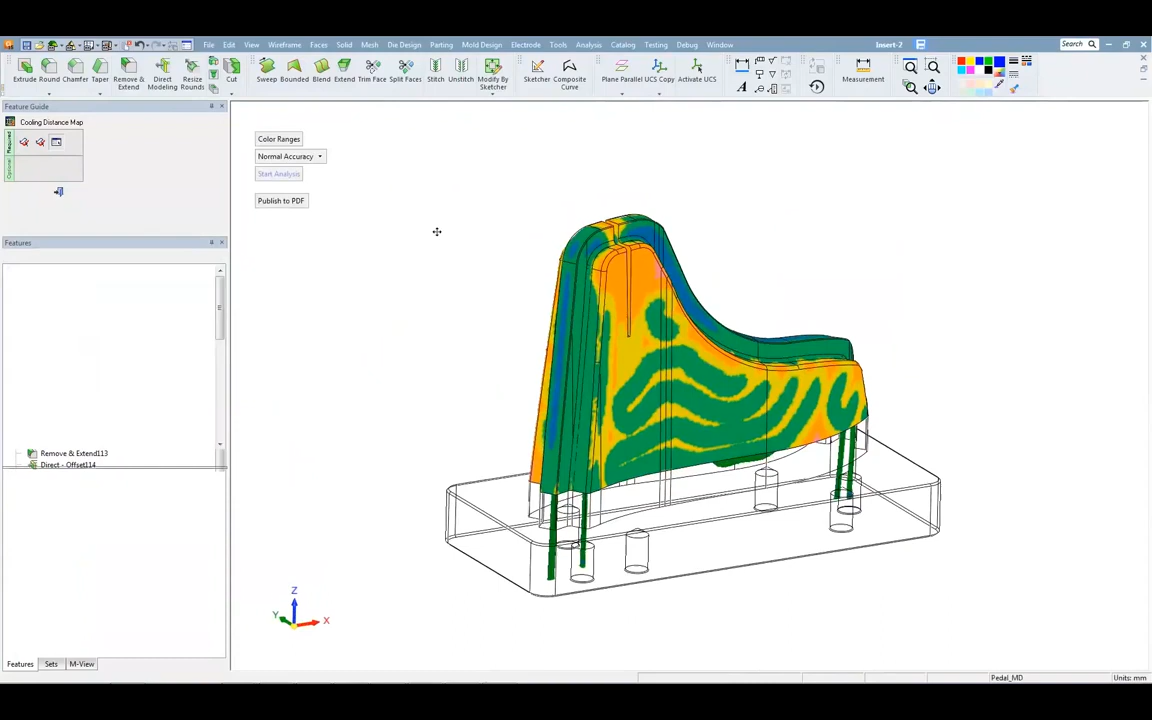 File Edit View Wireframe Faces Solid Mesh Die Design Parting Mold Design Electrode Tools Analysis Catalog Testing Debug Window Insert-2 Search
Extrude Round Chamfer Taper Remove & Extend Direct Modeling Resize Rounds Cut Sweep Bounded Blend Extend Trim Face Split Faces Stitch Unstitch Modify By Sketcher Sketcher Composite Curve Plane Parallel UCS Copy Activate UCS Measurement
Feature Guide
Cooling Distance Map
Required
Optional
Color Ranges
Normal Accuracy
Start Analysis
Publish to PDF
Features
Remove & Extend113
Direct - Offset114
Z
Y
X
Features Sets M-View
Pedal_MD Units: mm